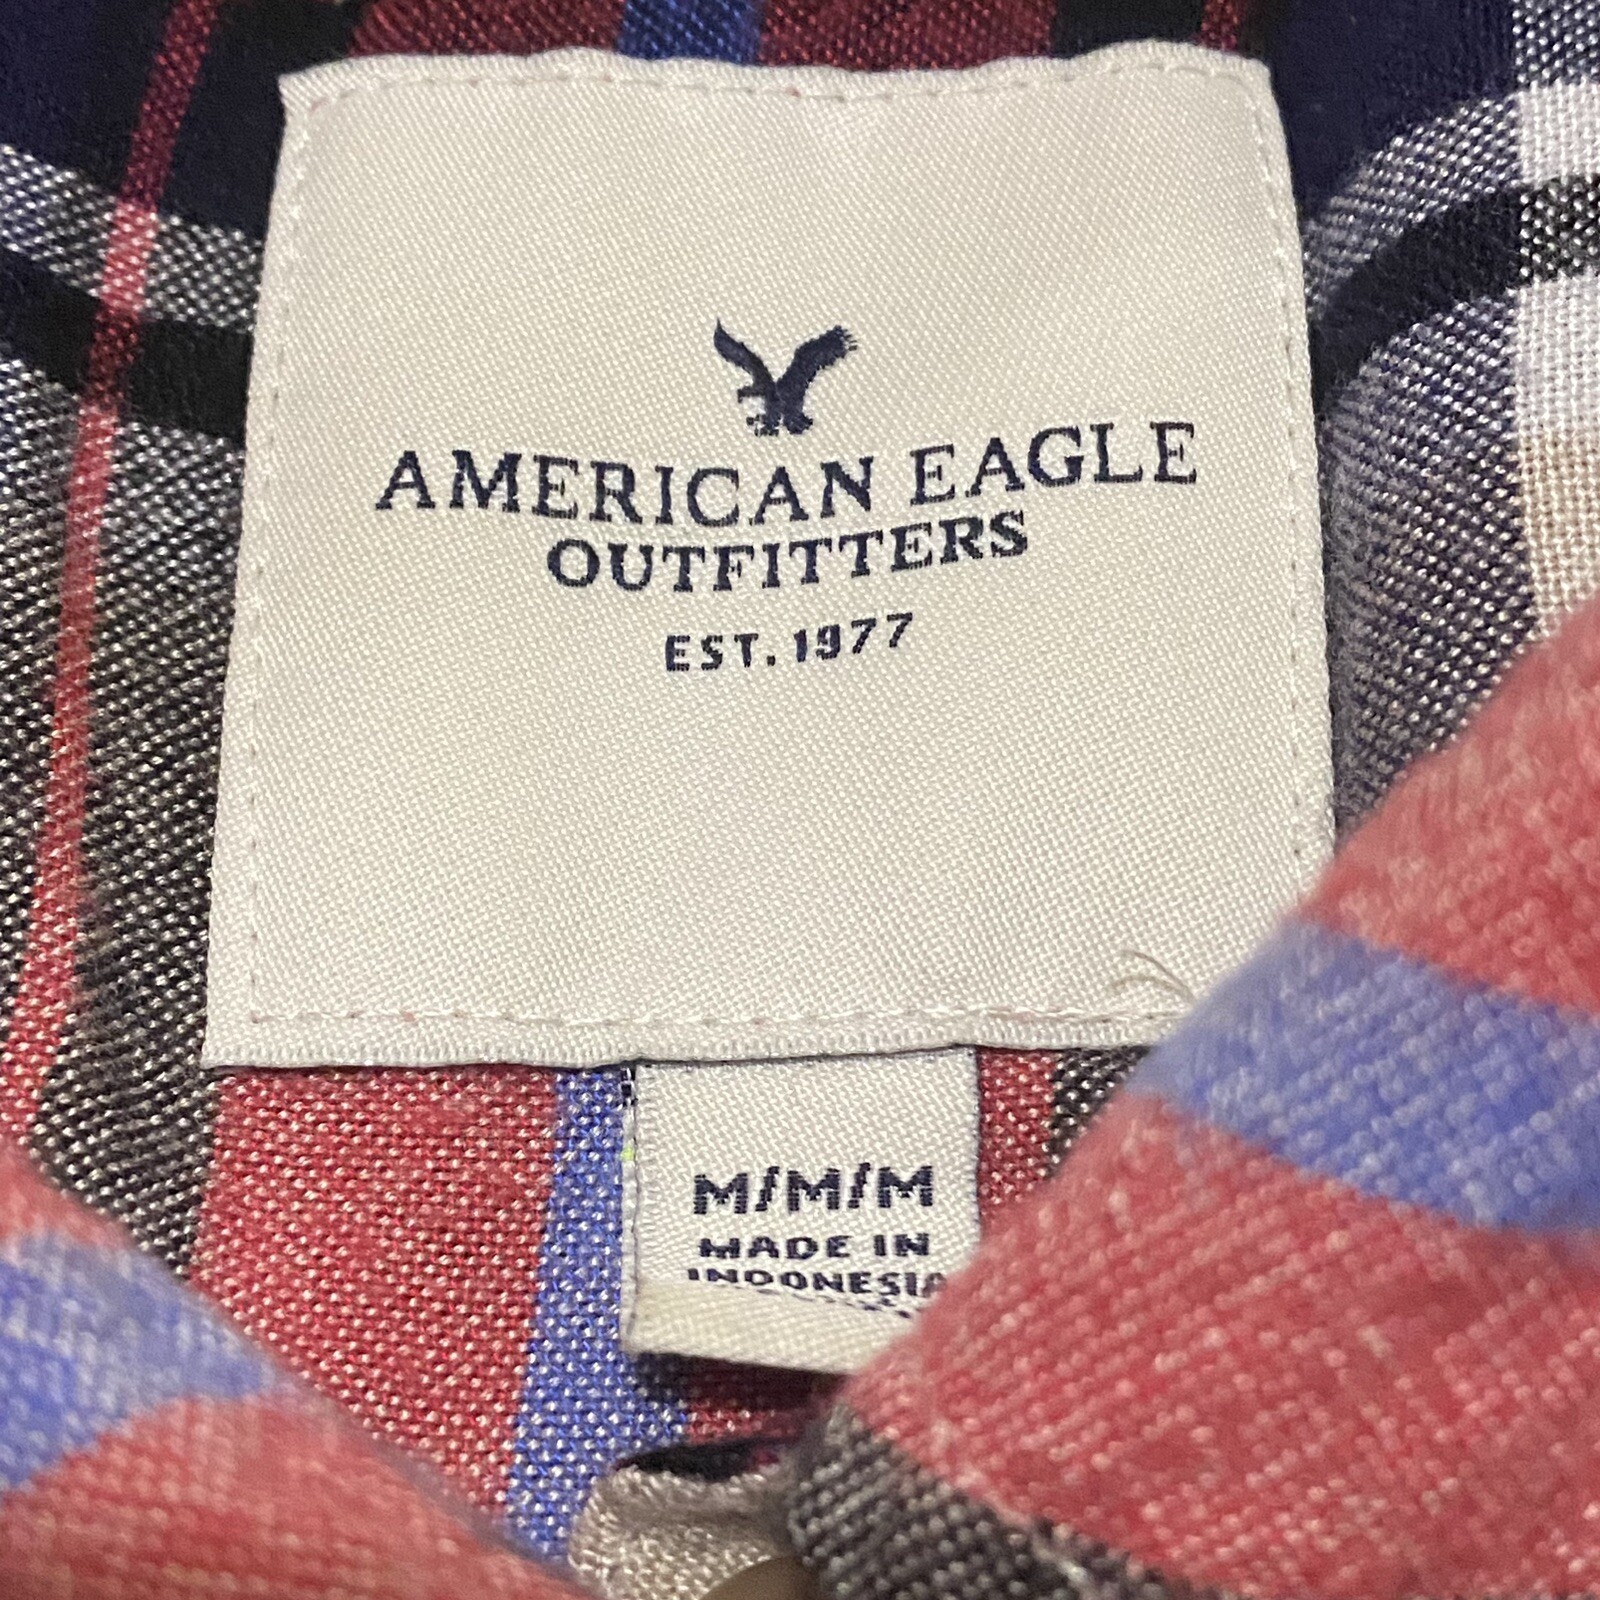 AMERICAN EAGLE
OUTFITTERS
EST. 1977
M/M/M
MADE IN
INDONESIA